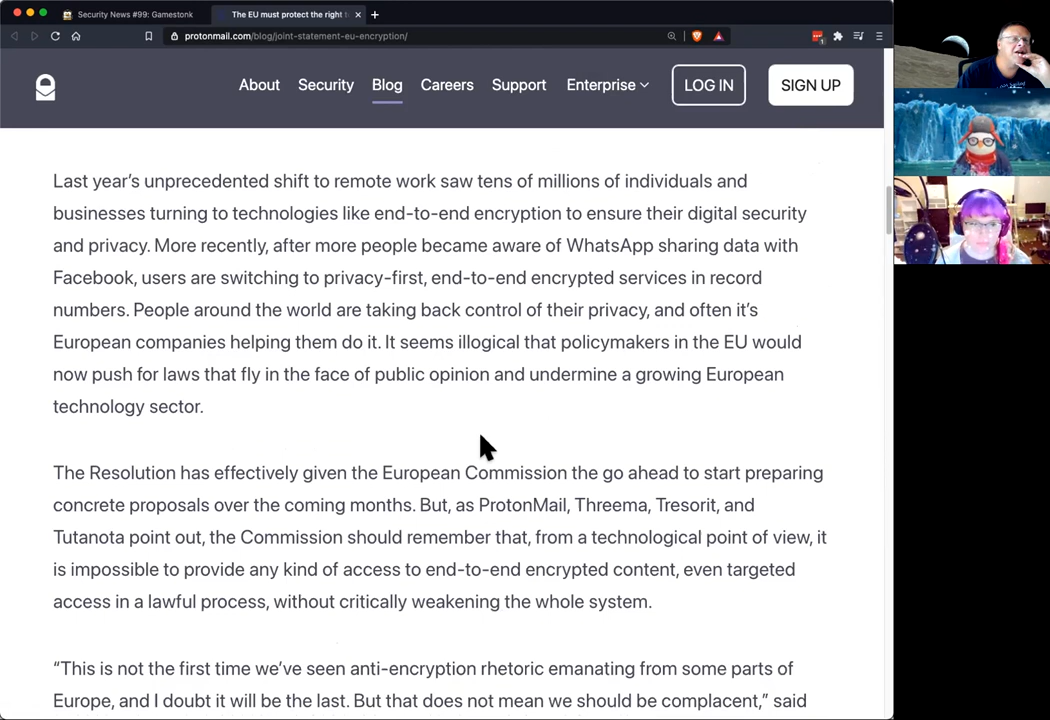 Security News #99: Gamestonk
The EU must protect the right t
protonmail.com/blog/joint-statement-eu-encryption/
About Security Blog Careers Support Enterprise LOG IN SIGN UP
Last year's unprecedented shift to remote work saw tens of millions of individuals and
businesses turning to technologies like end-to-end encryption to ensure their digital security
and privacy. More recently, after more people became aware of WhatsApp sharing data with
Facebook, users are switching to privacy-first, end-to-end encrypted services in record
numbers. People around the world are taking back control of their privacy, and often it's
European companies helping them do it. It seems illogical that policymakers in the EU would
now push for laws that fly in the face of public opinion and undermine a growing European
technology sector.
The Resolution has effectively given the European Commission the go ahead to start preparing
concrete proposals over the coming months. But, as ProtonMail, Threema, Tresorit, and
Tutanota point out, the Commission should remember that, from a technological point of view, it
is impossible to provide any kind of access to end-to-end encrypted content, even targeted
access in a lawful process, without critically weakening the whole system.
“This is not the first time we've seen anti-encryption rhetoric emanating from some parts of
Europe, and I doubt it will be the last. But that does not mean we should be complacent,” said